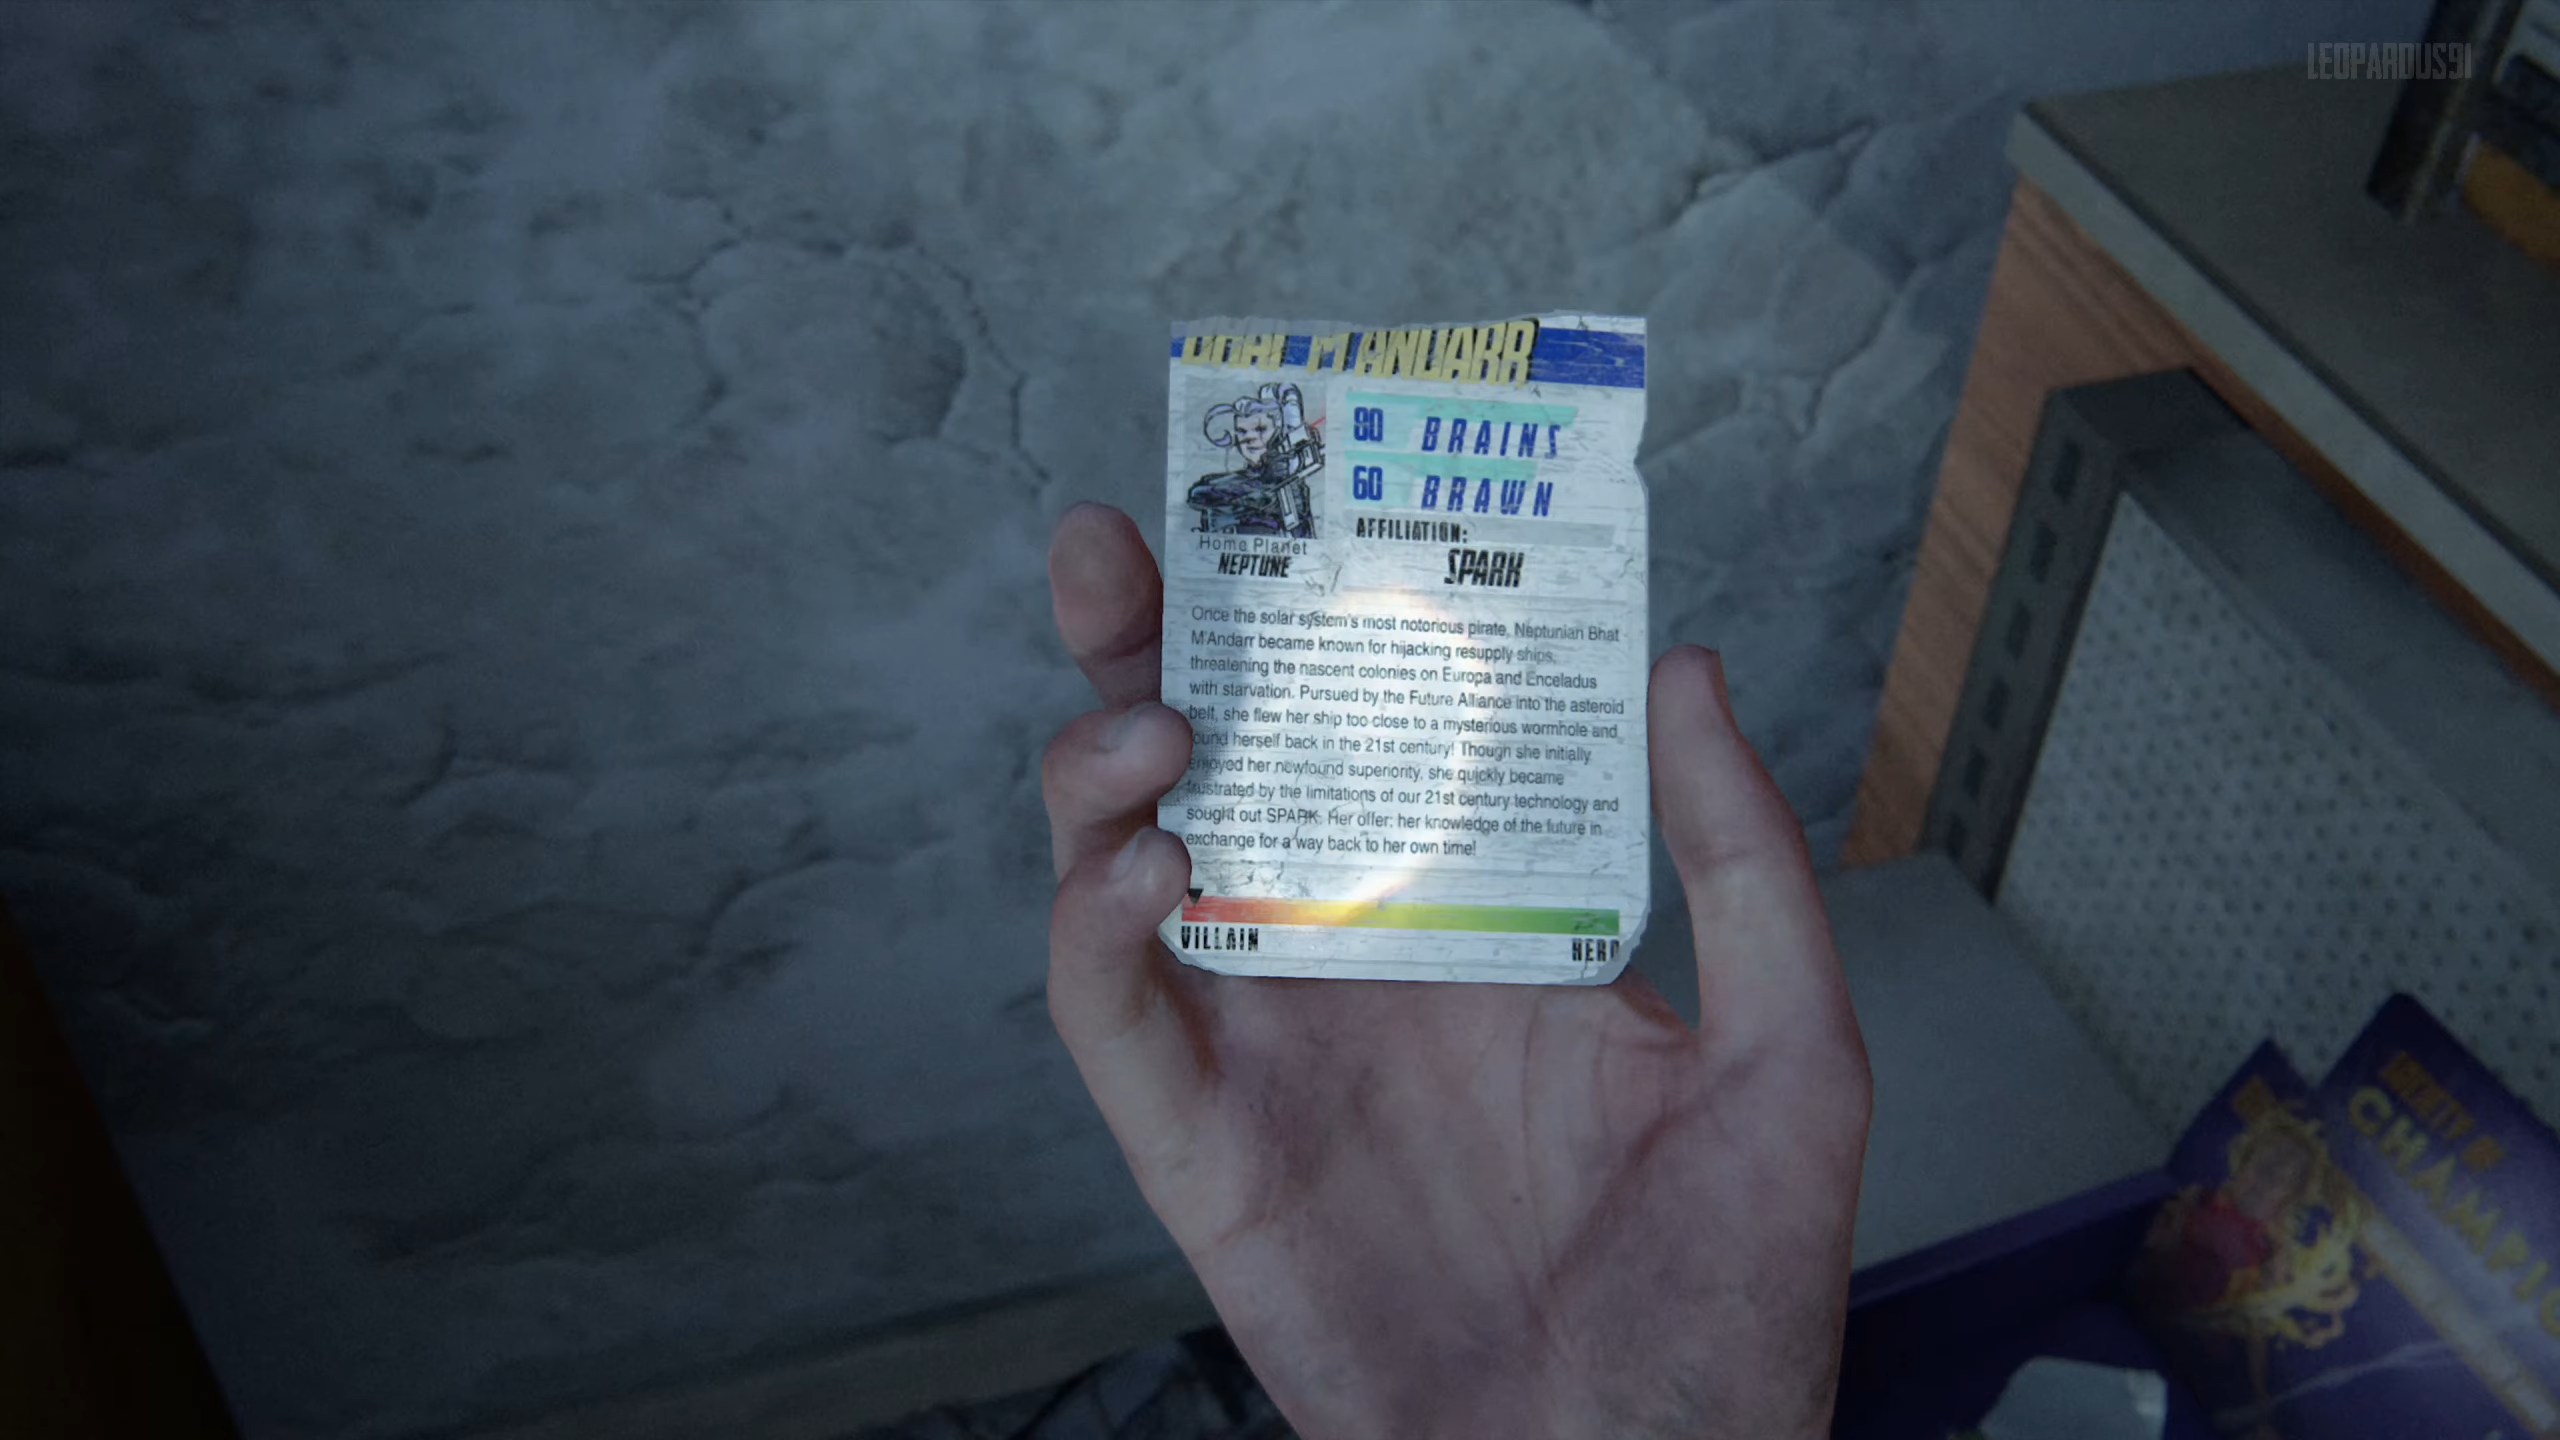 LEOPARDUS91
BHAT M'ANDARR
80 BRAINS
60 BRAWN
AFFILIATION:
SPARK
Home Planet
NEPTUNE
Once the solar system's most notorious pirate, Neptunian Bhat
M'Andarr became known for hijacking resupply ships,
threatening the nascent colonies on Europa and Enceladus
with starvation. Pursued by the Future Alliance into the asteroid
belt, she flew her ship too close to a mysterious wormhole and
found herself back in the 21st century! Though she initially
enjoyed her newfound superiority, she quickly became
frustrated by the limitations of our 21st century technology and
sought out SPARK. Her offer: her knowledge of the future in
exchange for a way back to her own time!
VILLAIN
HERO
CHAMPIO